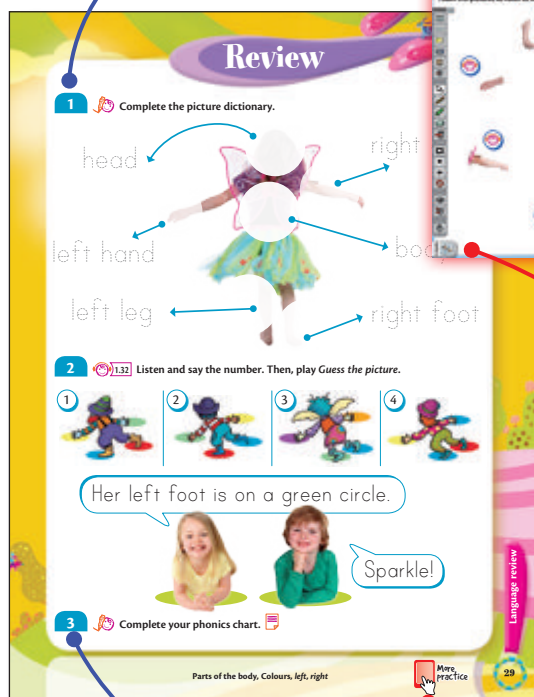 Review
1 Complete the picture dictionary.
head
right
left hand
body
left leg
right foot
2 1.32 Listen and say the number. Then, play Guess the picture.
1 2 3 4
Her left foot is on a green circle.
Sparkle!
3 Complete your phonics chart.
Language review
Parts of the body, Colours, left, right
More practice
29